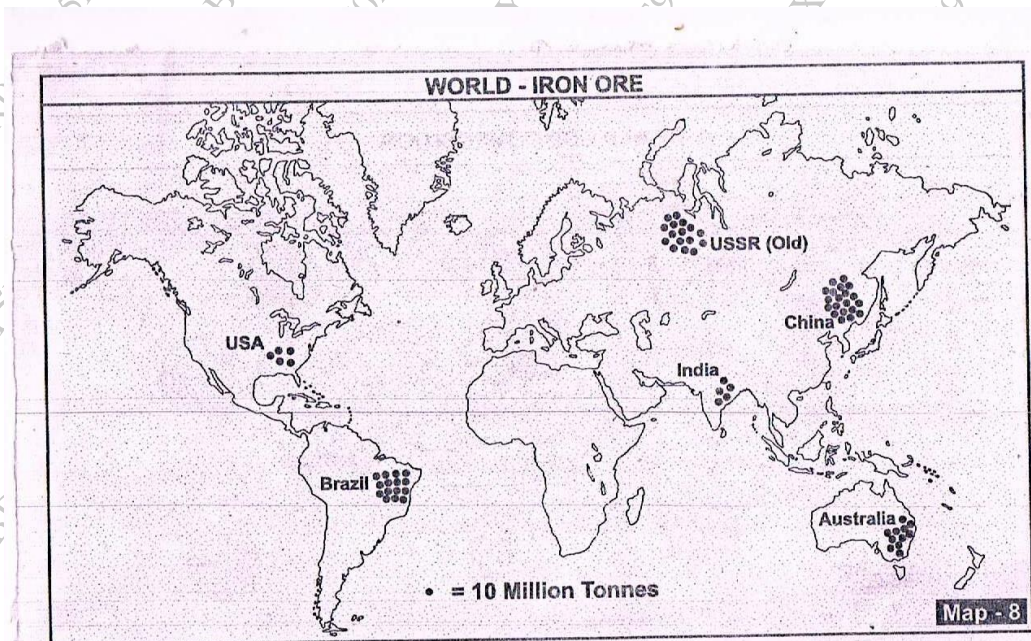 WORLD - IRON ORE
USSR (Old)
China
USA
India
Brazil
Australia
• = 10 Million Tonnes
Map - 8